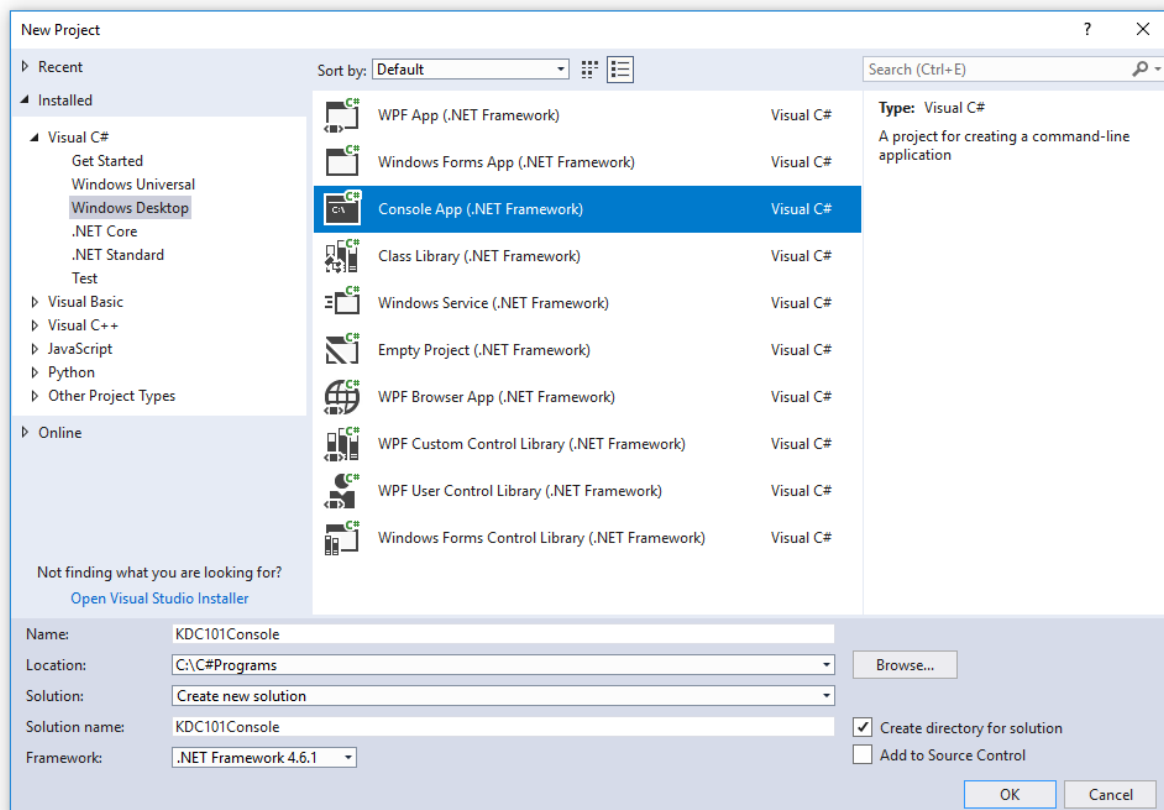 New Project
?
Recent
Installed
Visual C#
Get Started
Windows Universal
Windows Desktop
.NET Core
.NET Standard
Test
Visual Basic
Visual C++
JavaScript
Python
Other Project Types
Online
Not finding what you are looking for?
Open Visual Studio Installer
Sort by: Default
WPF App (.NET Framework) Visual C#
Windows Forms App (.NET Framework) Visual C#
Console App (.NET Framework) Visual C#
Class Library (.NET Framework) Visual C#
Windows Service (.NET Framework) Visual C#
Empty Project (.NET Framework) Visual C#
WPF Browser App (.NET Framework) Visual C#
WPF Custom Control Library (.NET Framework) Visual C#
WPF User Control Library (.NET Framework) Visual C#
Windows Forms Control Library (.NET Framework) Visual C#
Search (Ctrl+E)
Type: Visual C#
A project for creating a command-line
application
Name: KDC101Console
Location: C:\C#Programs Browse...
Solution: Create new solution
Solution name: KDC101Console Create directory for solution
Framework: .NET Framework 4.6.1 Add to Source Control
OK Cancel